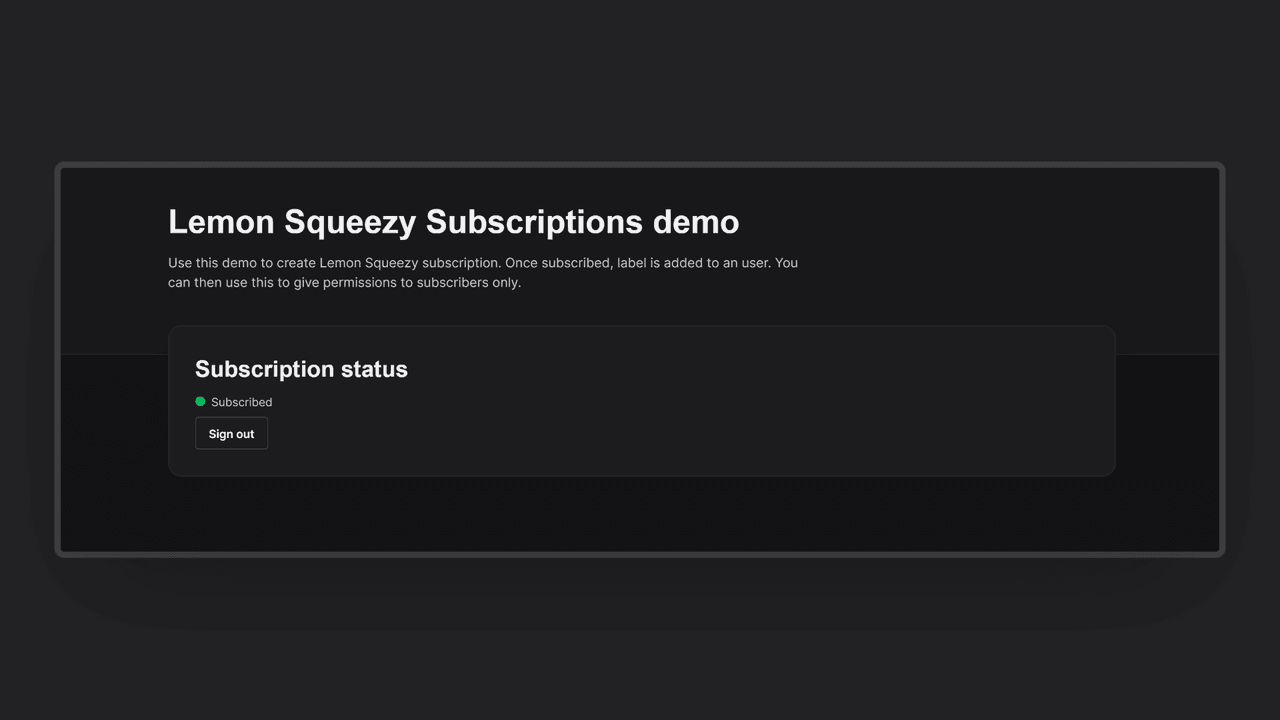 Lemon Squeezy Subscriptions demo
Use this demo to create Lemon Squeezy subscription. Once subscribed, label is added to an user. You
can then use this to give permissions to subscribers only.
Subscription status
Subscribed
Sign out